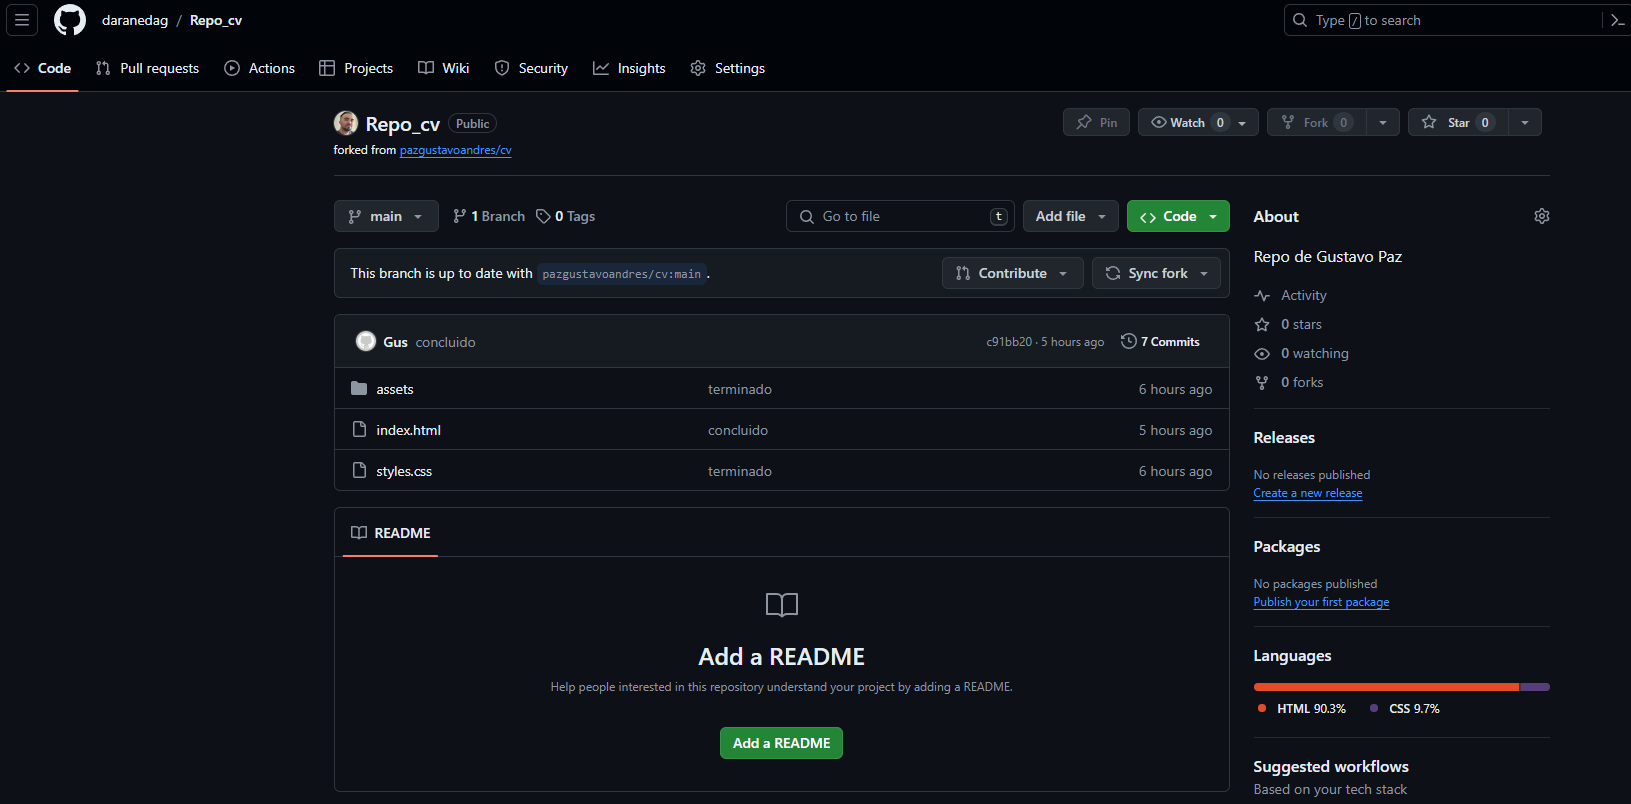 daranedag / Repo_cv
Type / to search
Code Pull requests Actions Projects Wiki Security Insights Settings
Repo_cv Public
Pin Watch 0 Fork 0 Star 0
forked from pazgustavoandres/cv
main 1 Branch 0 Tags Go to file t Add file Code
This branch is up to date with pazgustavoandres/cv:main .
Contribute Sync fork
Gus concluido c91bb20 · 5 hours ago 7 Commits
assets terminado 6 hours ago
index.html concluido 5 hours ago
styles.css terminado 6 hours ago
README
Add a README
Help people interested in this repository understand your project by adding a README.
Add a README
About
Repo de Gustavo Paz
Activity
0 stars
0 watching
0 forks
Releases
No releases published
Create a new release
Packages
No packages published
Publish your first package
Languages
HTML 90.3% CSS 9.7%
Suggested workflows
Based on your tech stack